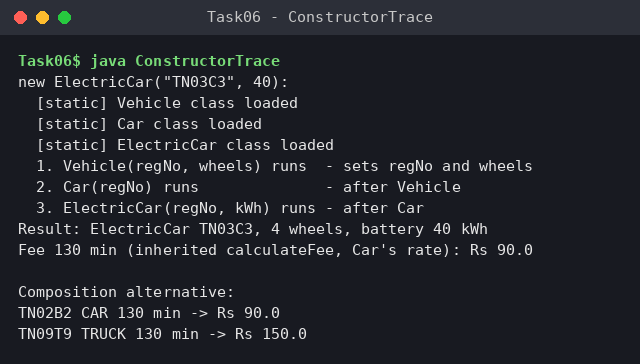 Task06 - ConstructorTrace
Task06$ java ConstructorTrace
new ElectricCar("TN03C3", 40):
  [static] Vehicle class loaded
  [static] Car class loaded
  [static] ElectricCar class loaded
  1. Vehicle(regNo, wheels) runs  - sets regNo and wheels
  2. Car(regNo) runs              - after Vehicle
  3. ElectricCar(regNo, kWh) runs - after Car
Result: ElectricCar TN03C3, 4 wheels, battery 40 kWh
Fee 130 min (inherited calculateFee, Car's rate): Rs 90.0

Composition alternative:
TN02B2 CAR 130 min -> Rs 90.0
TN09T9 TRUCK 130 min -> Rs 150.0